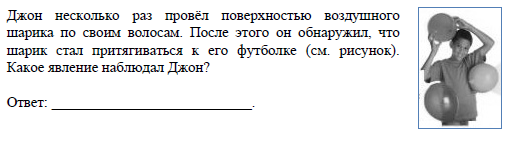 Джон несколько раз провёл поверхностью воздушного
шарика по своим волосам. После этого он обнаружил, что
шарик стал притягиваться к его футболке (см. рисунок).
Какое явление наблюдал Джон?
Ответ: ____________________________.